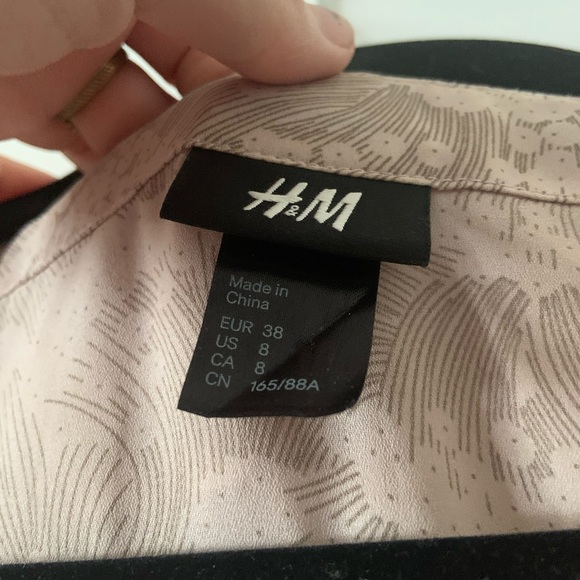 H&M
Made in
China
EUR 38
US 8
CA 8
CN 165/88A